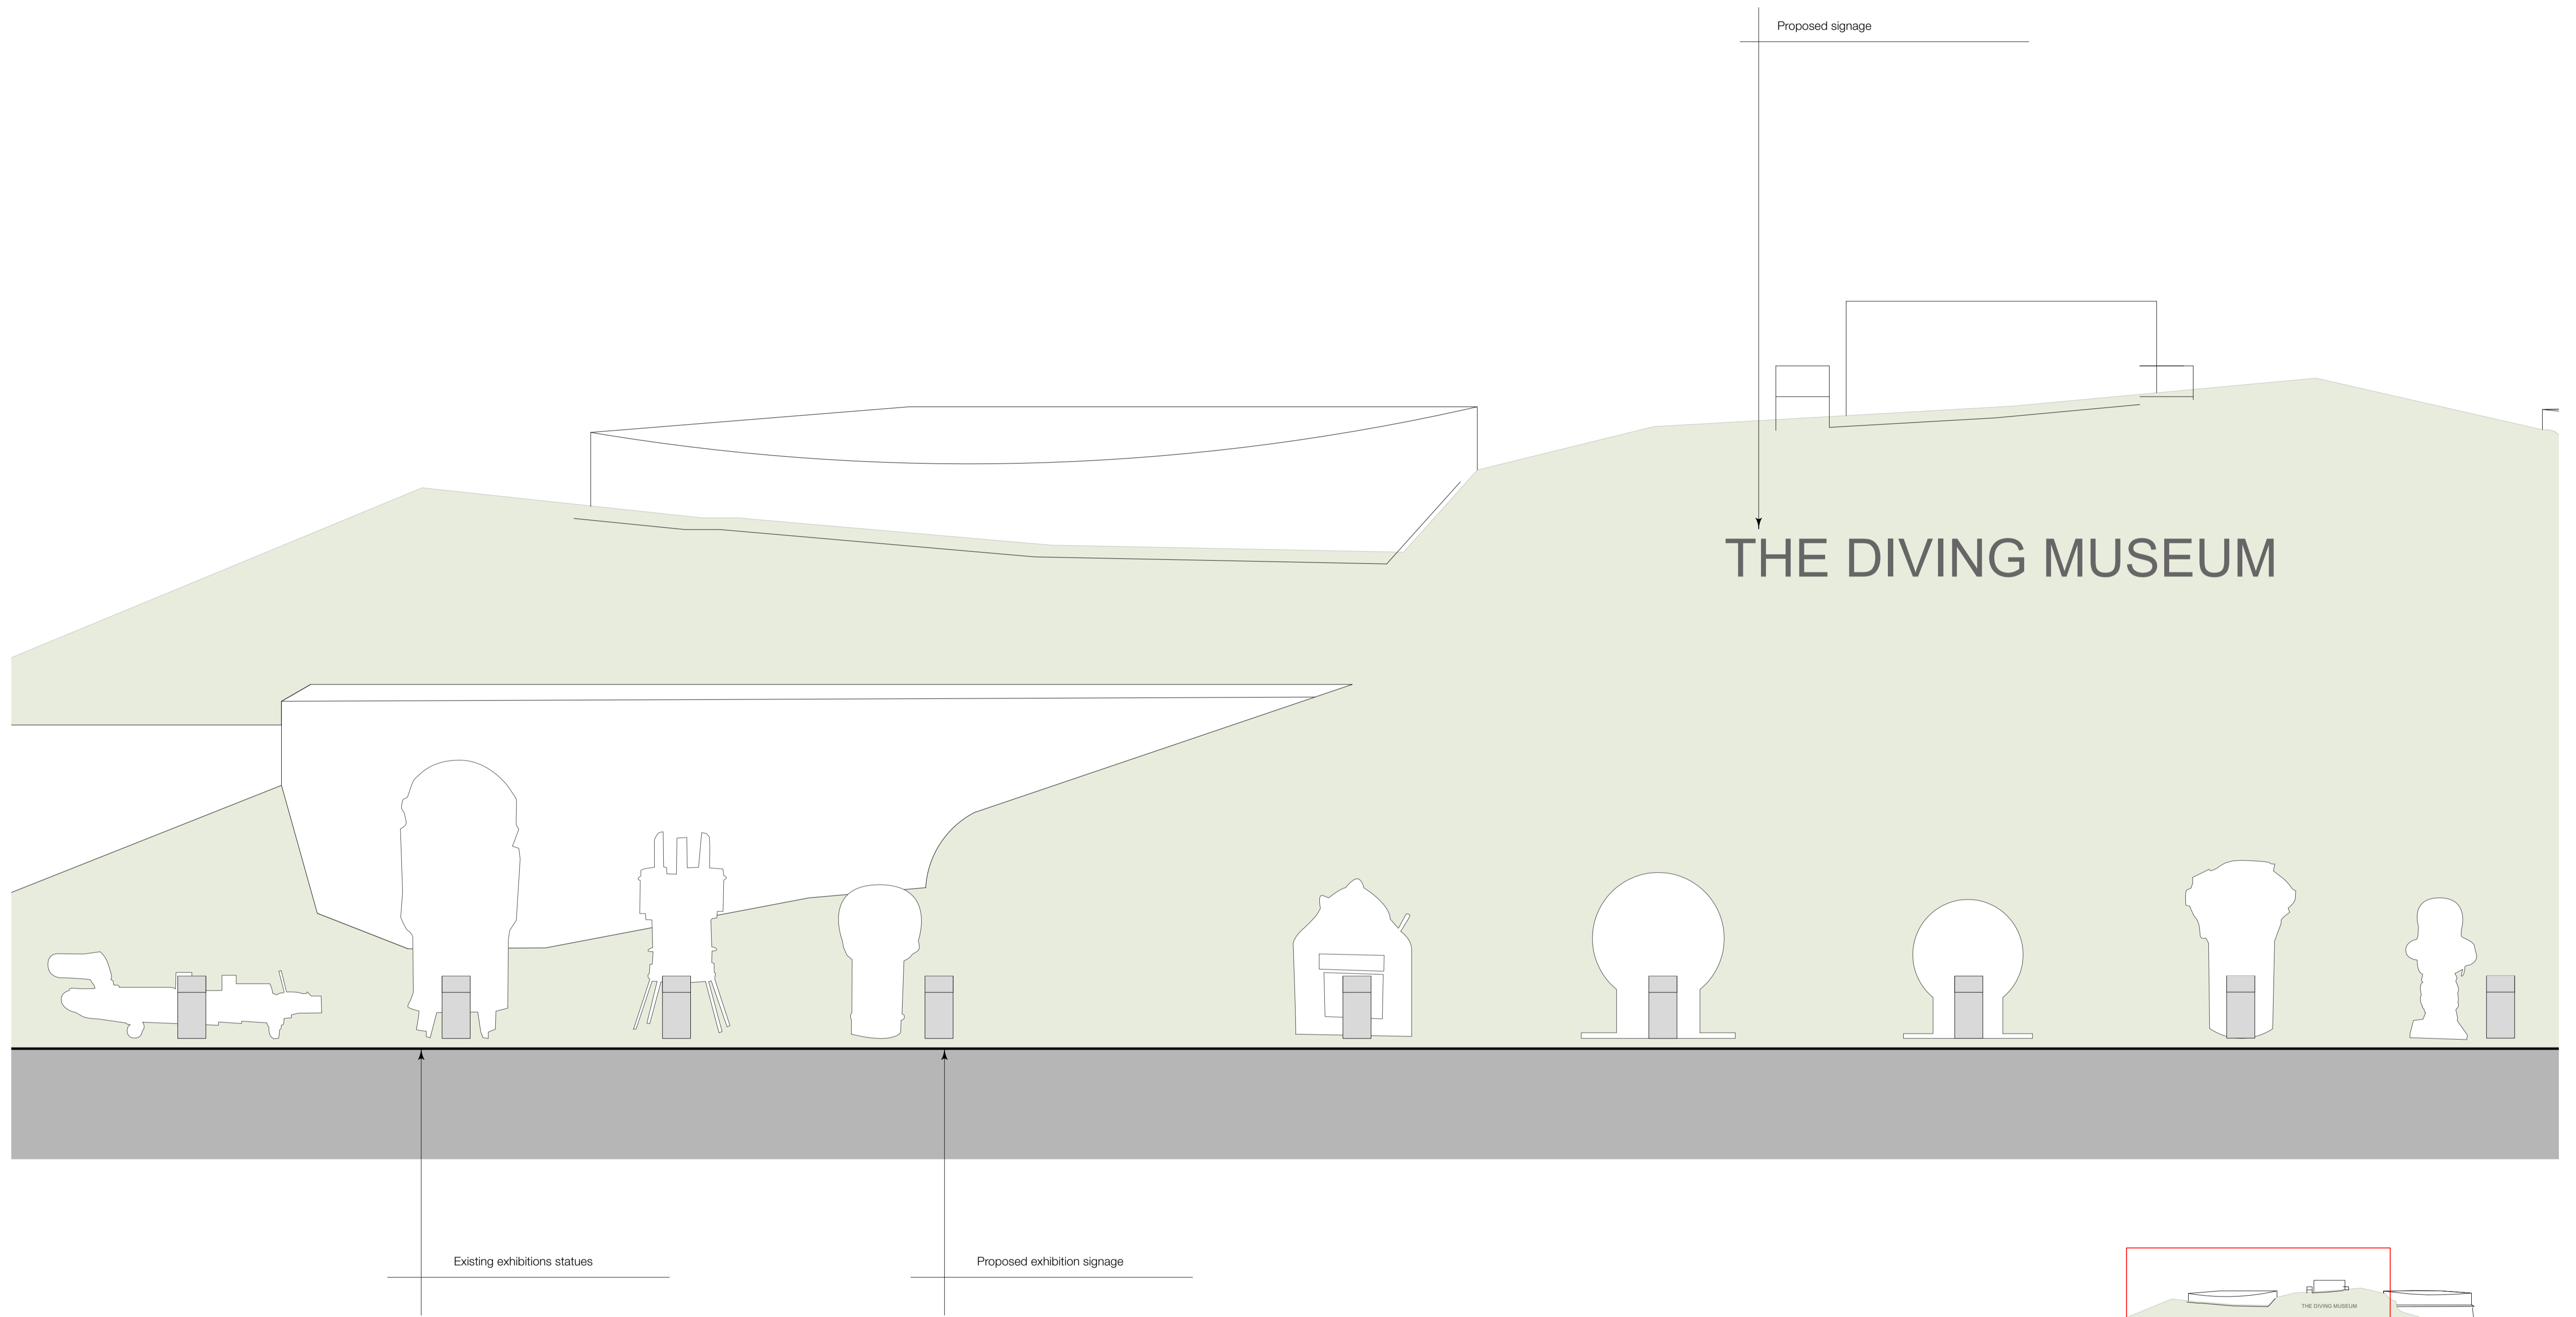 Proposed signage
THE DIVING MUSEUM
Existing exhibitions statues
Proposed exhibition signage
THE DIVING MUSEUM